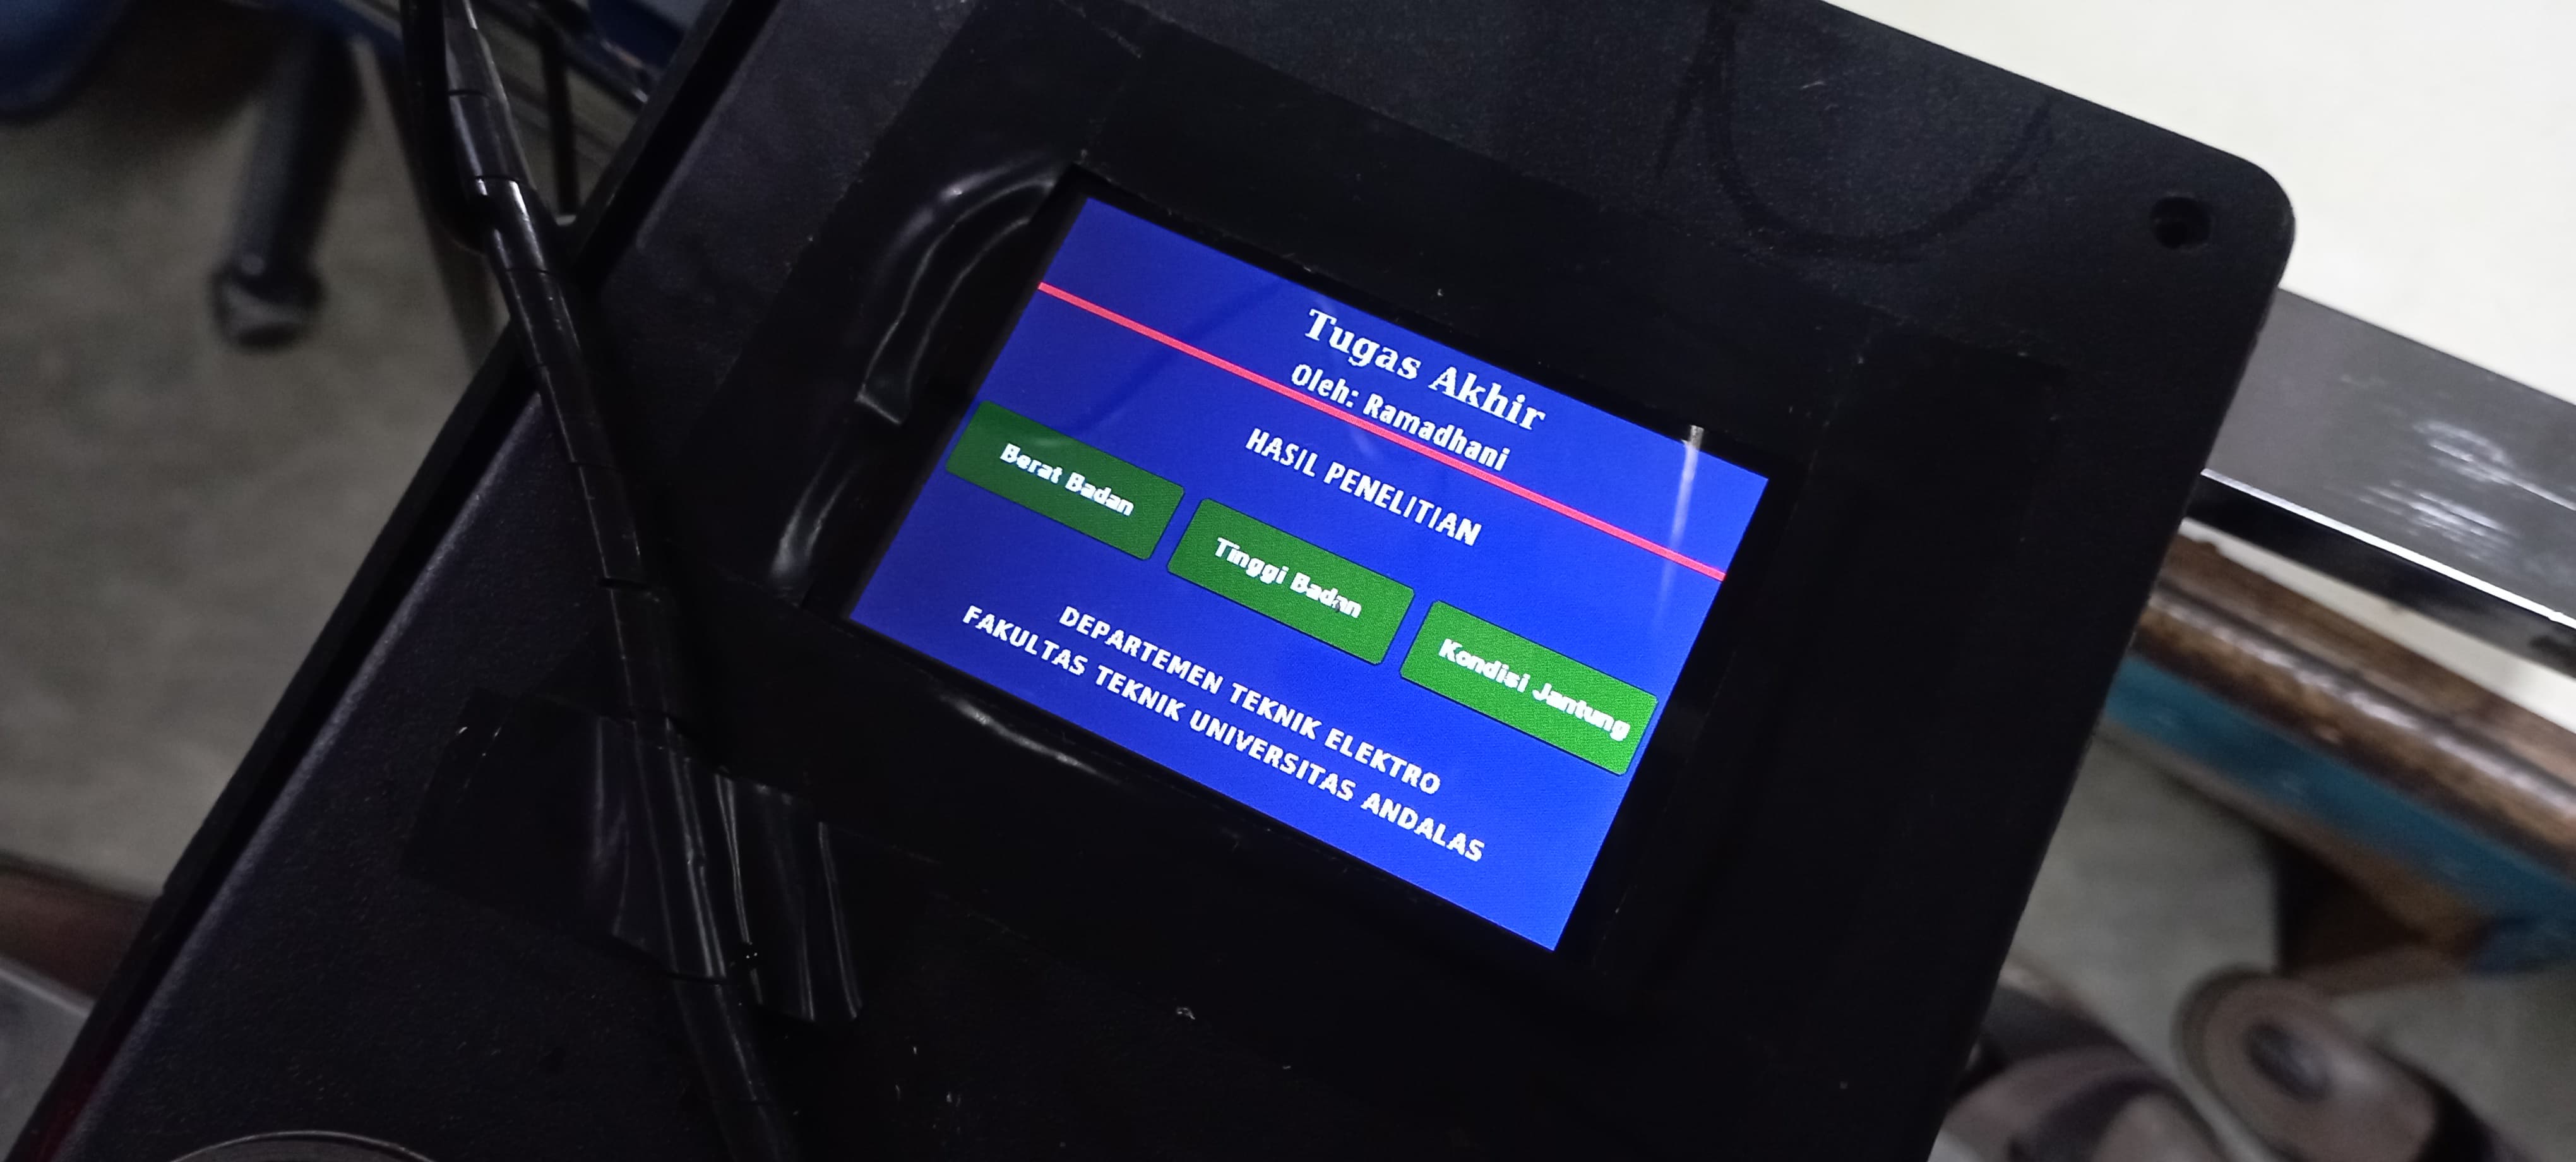 Tugas Akhir
Oleh: Ramadhani
HASIL PENELITIAN
Berat Badan
Tinggi Badan
Kondisi Jantung
DEPARTEMEN TEKNIK ELEKTRO
FAKULTAS TEKNIK UNIVERSITAS ANDALAS